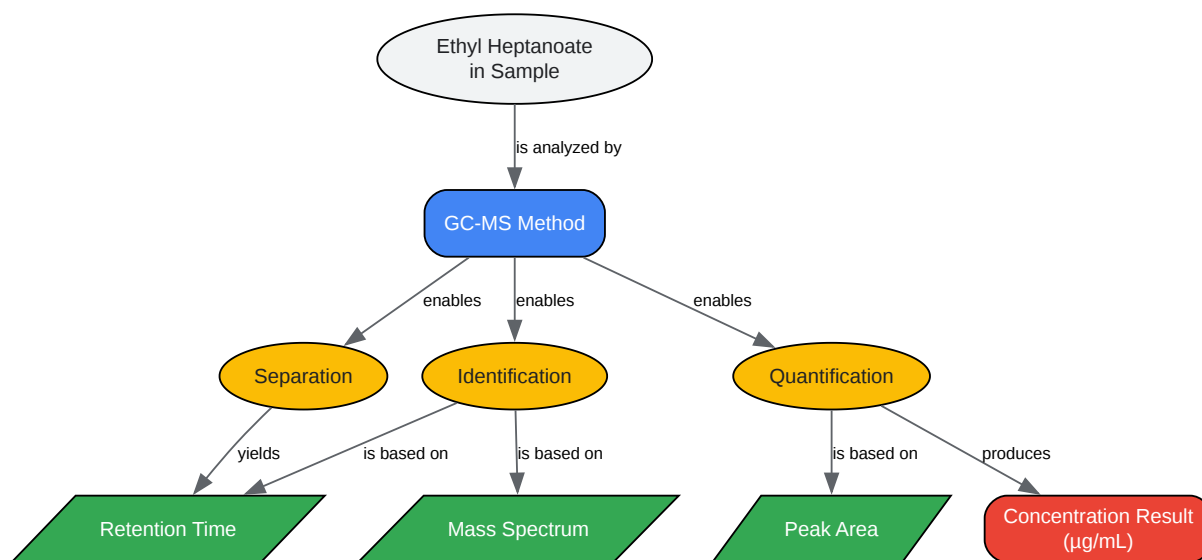 Ethyl Heptanoate
in Sample
is analyzed by
GC-MS Method
enables
enables
enables
Separation
Identification
Quantification
yields
is based on
is based on
is based on
produces
Retention Time
Mass Spectrum
Peak Area
Concentration Result
(µg/mL)